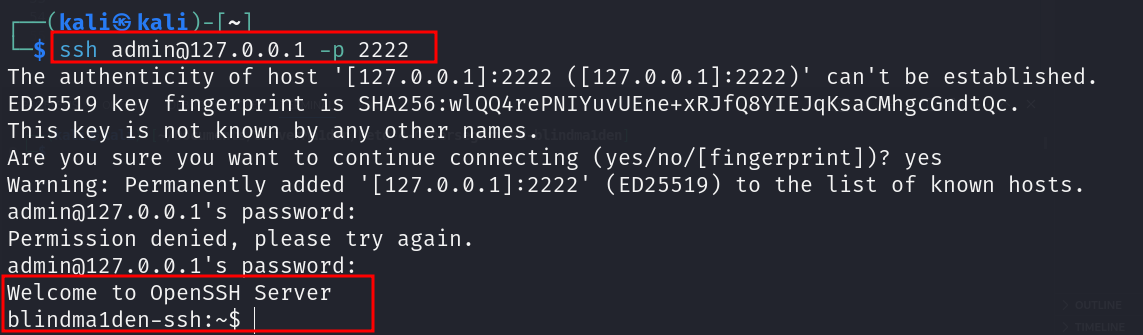 ┌──(kali㉿kali)-[~]
└─$ ssh admin@127.0.0.1 -p 2222
The authenticity of host '[127.0.0.1]:2222 ([127.0.0.1]:2222)' can't be established.
ED25519 key fingerprint is SHA256:wlQQ4rePNIYuvUEne+xRJfQ8YIEJqKsaCMhgcGndtQc.
This key is not known by any other names.
Are you sure you want to continue connecting (yes/no/[fingerprint])? yes
Warning: Permanently added '[127.0.0.1]:2222' (ED25519) to the list of known hosts.
admin@127.0.0.1's password:
Permission denied, please try again.
admin@127.0.0.1's password:
Welcome to OpenSSH Server
blindma1den-ssh:~$
> OUTLINE
> TIMELINE